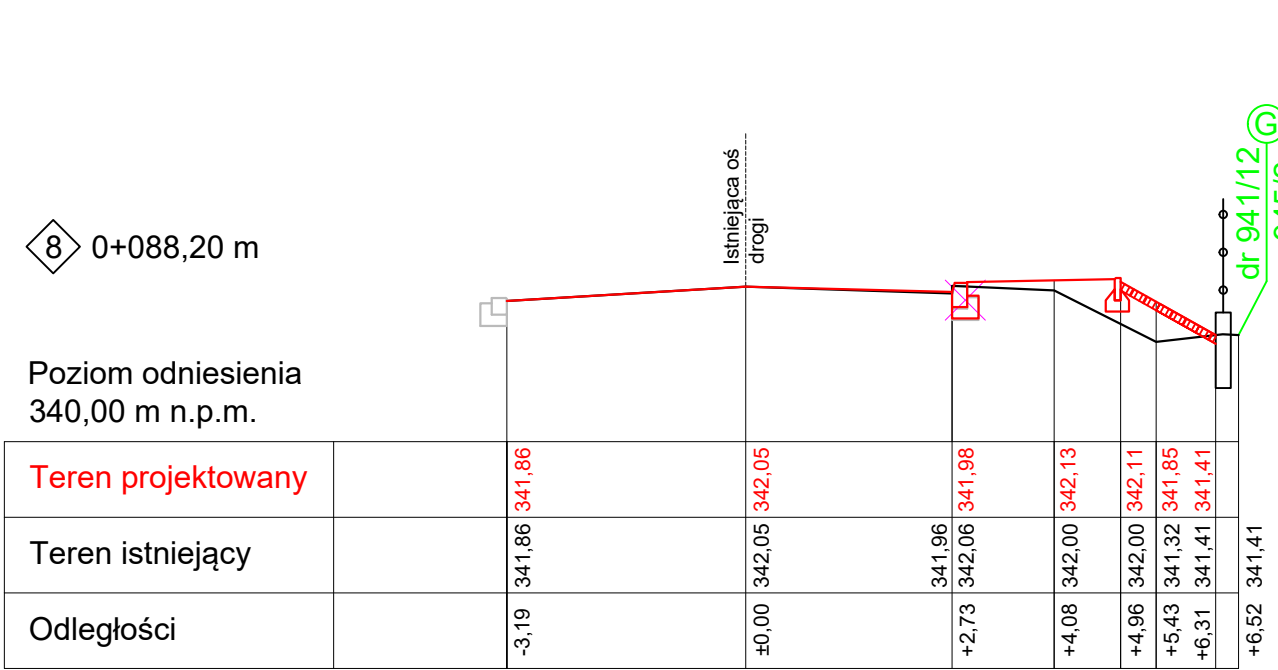 G
dr 941/12
Istniejąca oś
drogi
8 0+088,20 m
Poziom odniesienia
340,00 m n.p.m.
Teren projektowany 341,86 342,05 341,98 342,13 342,11 341,85 341,41
Teren istniejący 341,86 342,05 341,96 342,06 342,00 342,00 341,32 341,41 341,41
Odległości -3,19 ±0,00 +2,73 +4,08 +4,96 +5,43 +6,31 +6,52